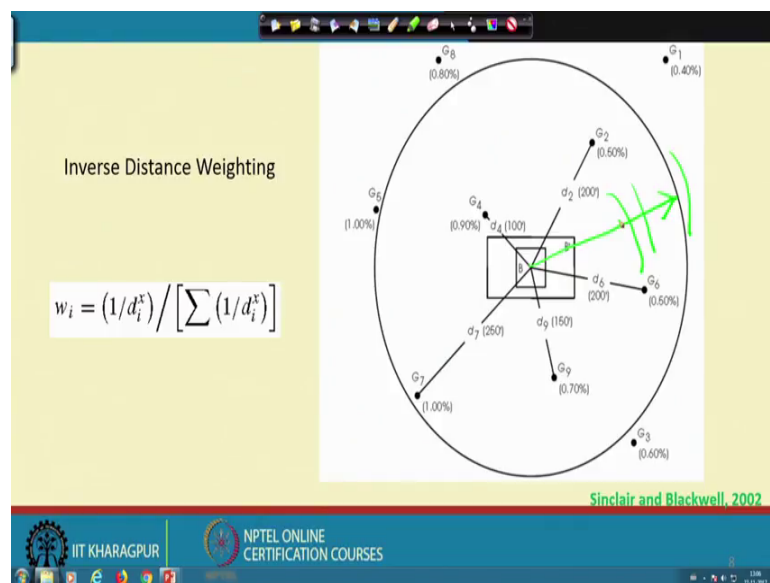 Inverse Distance Weighting
w_i = (1/d_i^x) / [∑ (1/d_i^x)]
G8
(0.80%)
G1
(0.40%)
G2
(0.50%)
d2 (200')
G5
(1.00%)
G4
(0.90%)
d4 (100')
B'
B
d6
(200')
G6
(0.50%)
d7 (250')
d9 (150')
G9
(0.70%)
G7
(1.00%)
G3
(0.60%)
Sinclair and Blackwell, 2002
IIT KHARAGPUR
NPTEL ONLINE
CERTIFICATION COURSES
8